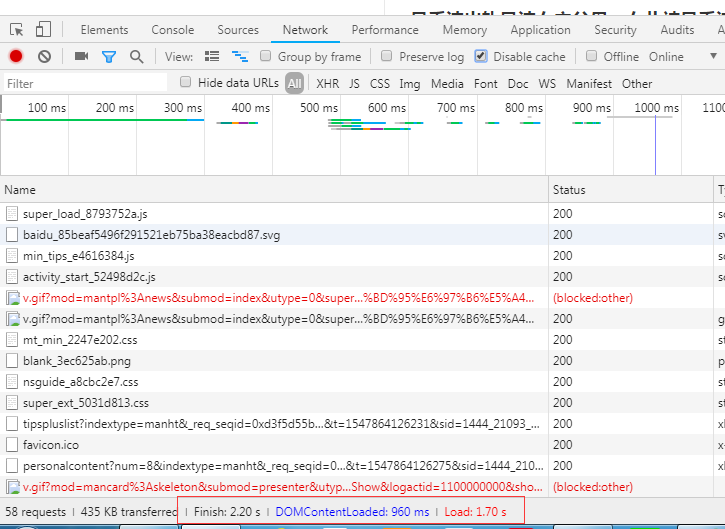 Elements Console Sources Network Performance Memory Application Security Audits A
View: Group by frame Preserve log Disable cache Offline Online
Filter Hide data URLs All XHR JS CSS Img Media Font Doc WS Manifest Other
100 ms 200 ms 300 ms 400 ms 500 ms 600 ms 700 ms 800 ms 900 ms 1000 ms 1100
Name Status Ty
super_load_8793752a.js 200 sc
baidu_85beaf5496f291521eb75ba38eacbd87.svg 200 sv
min_tips_e4616384.js 200 sc
activity_start_52498d2c.js 200 sc
v.gif?mod=mantpl%3Anews&submod=index&utype=0&super...%BD%95%E6%97%B6%E5%A4... (blocked:other)
v.gif?mod=mantpl%3Anews&submod=index&utype=0&super...%BD%95%E6%97%B6%E5%A4... 200 g
mt_min_2247e202.css 200 st
blank_3ec625ab.png 200 p
nsguide_a8cbc2e7.css 200 st
super_ext_5031d813.css 200 st
tipspluslist?indextype=manht&_req_seqid=0xd3f5d55b...&t=1547864126231&sid=1444_21093_... 200 xl
favicon.ico 200 x-
personalcontent?num=8&indextype=manht&_req_seqid=0...&t=1547864126275&sid=1444_210... 200 xl
v.gif?mod=mancard%3Askeleton&submod=presenter&utyp...Show&logactid=1100000000&sho... (blocked:other)
58 requests | 435 KB transferred | Finish: 2.20 s | DOMContentLoaded: 960 ms | Load: 1.70 s